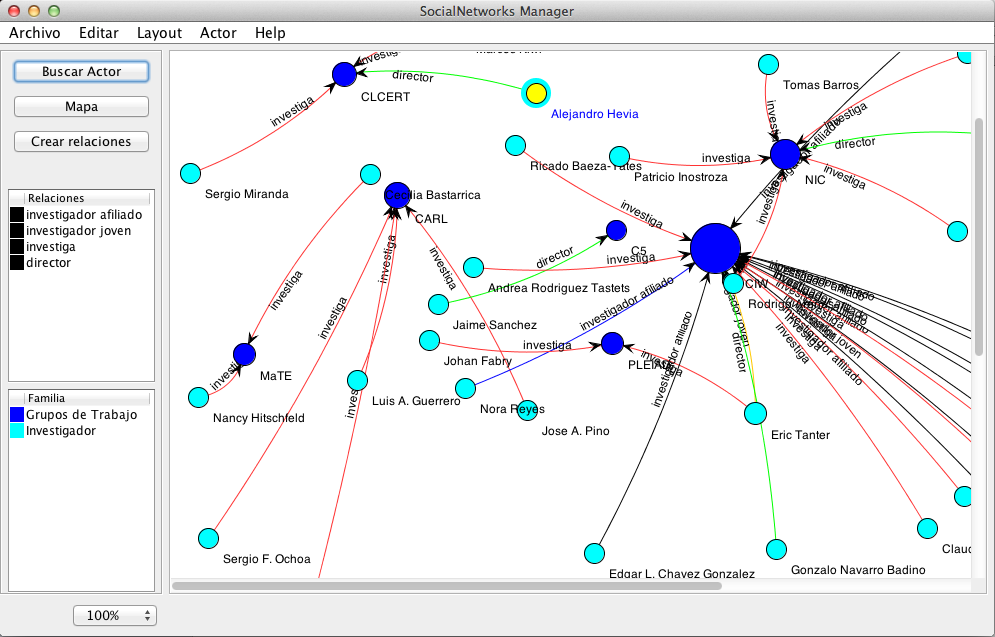 SocialNetworks Manager
Archivo Editar Layout Actor Help
Buscar Actor
Mapa
Crear relaciones
Relaciones
investigador afiliado
investigador joven
investiga
director
Familia
Grupos de Trabajo
Investigador
100%
investiga
director
CLCERT
Alejandro Hevia
Tomas Barros
investiga
investiga
investiga
investigador afiliado
director
Sergio Miranda
Ricado Baeza-Yates
investiga
Patricio Inostroza
NIC
investiga
Cecilia Bastarrica
CARL
investiga
investiga
C5
director
investiga
investiga
investiga
Andrea Rodriguez Tastets
investigador afiliado
CIW
investiga
Jaime Sanchez
investiga
investiga
Johan Fabry
PLEIAD
investiga
director
investiga
investigador joven
investigador afiliado
MaTE
investiga
investigador afiliado
Nancy Hitschfeld
Luis A. Guerrero
Nora Reyes
Jose A. Pino
Eric Tanter
Sergio F. Ochoa
Edgar L. Chavez Gonzalez
Gonzalo Navarro Badino